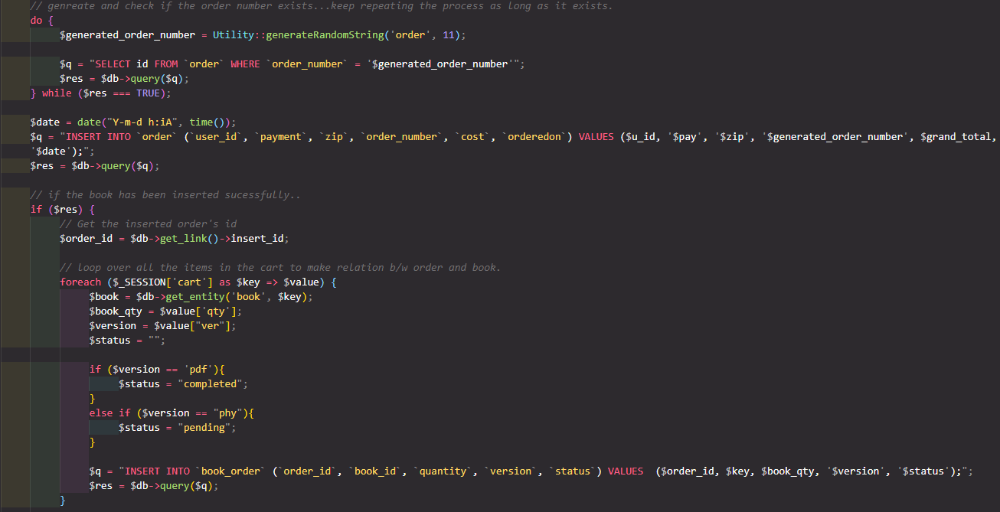 // genreate and check if the order number exists...keep repeating the process as long as it exists.
do {
$generated_order_number = Utility::generateRandomString('order', 11);
$q = "SELECT id FROM `order` WHERE `order_number` = '$generated_order_number'";
$res = $db->query($q);
} while ($res === TRUE);
$date = date("Y-m-d h:iA", time());
$q = "INSERT INTO `order` (`user_id`, `payment`, `zip`, `order_number`, `cost`, `orderedon`) VALUES ($u_id, '$pay', '$zip', '$generated_order_number', $grand_total,
'$date');";
$res = $db->query($q);
// if the book has been inserted sucessfully..
if ($res) {
// Get the inserted order's id
$order_id = $db->get_link()->insert_id;
// loop over all the items in the cart to make relation b/w order and book.
foreach ($_SESSION['cart'] as $key => $value) {
$book = $db->get_entity('book', $key);
$book_qty = $value['qty'];
$version = $value["ver"];
$status = "";
if ($version == 'pdf'){
$status = "completed";
}
else if ($version == "phy"){
$status = "pending";
}
$q = "INSERT INTO `book_order` (`order_id`, `book_id`, `quantity`, `version`, `status`) VALUES  ($order_id, $key, $book_qty, '$version', '$status');";
$res = $db->query($q);
}